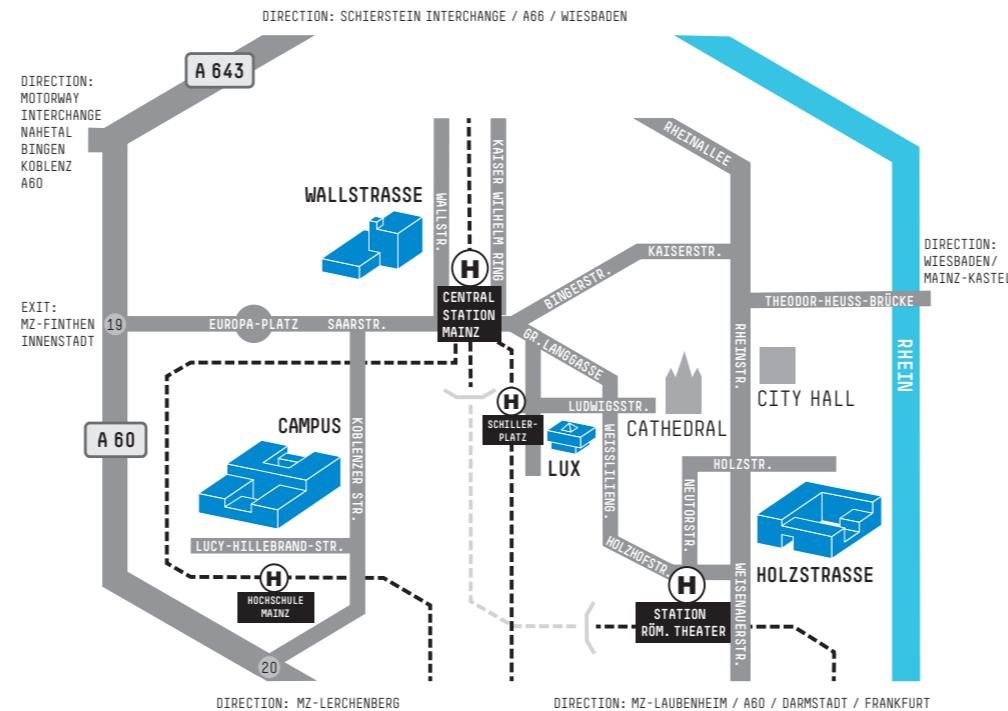 DIRECTION: SCHIERSTEIN INTERCHANGE / A66 / WIESBADEN
A 643
DIRECTION:
MOTORWAY
INTERCHANGE
NAHETAL
BINGEN
KOBLENZ
A60
RHEINALLEE
WALLSTRASSE
WALLSTR.
KAISER WILHELM RING
H
CENTRAL
STATION
MAINZ
BINGERSTR.
KAISERSTR.
DIRECTION:
WIESBADEN/
MAINZ-KASTEL
THEODOR-HEUSS-BRÜCKE
EXIT:
MZ-FINTHEN
INNENSTADT
19
EUROPA-PLATZ
SAARSTR.
GR. LANGGASSE
RHEINSTR.
RHEIN
CITY HALL
A 60
CAMPUS
KOBLENZER STR.
H
SCHILLER-
PLATZ
LUDWIGSSTR.
CATHEDRAL
LUX
WEISSLILIENG.
HOLZSTR.
NEUTORSTR.
LUCY-HILLEBRAND-STR.
HOLZHOFSTR.
HOLZSTRASSE
H
HOCHSCHULE
MAINZ
H
STATION
RÖM. THEATER
WEISENAUERSTR.
20
DIRECTION: MZ-LERCHENBERG
DIRECTION: MZ-LAUBENHEIM / A60 / DARMSTADT / FRANKFURT